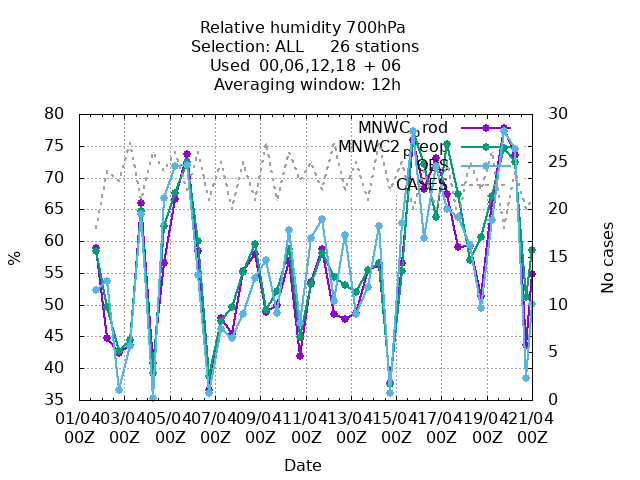 Relative humidity 700hPa
Selection: ALL 26 stations
Used 00,06,12,18 + 06
Averaging window: 12h
80 30
MNWC_prod
75
MNWC2_preop
25
OBS
70
CASES
65 20
60
15
55
50 10
45
5
40
35 0
% No cases
01/04 03/04 05/04 07/04 09/04 11/04 13/04 15/04 17/04 19/04 21/04
00Z 00Z 00Z 00Z 00Z 00Z 00Z 00Z 00Z 00Z 00Z
Date